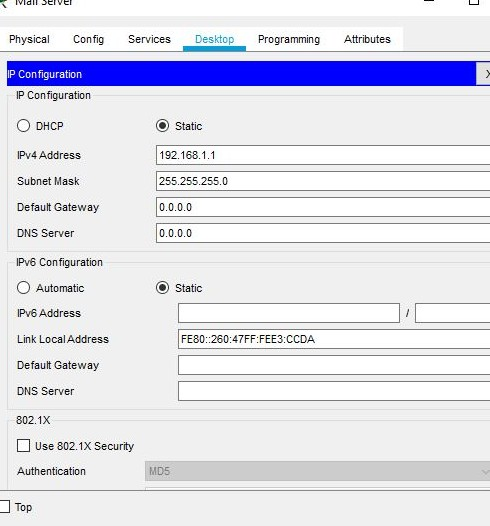 Mail Server
Physical Config Services Desktop Programming Attributes
IP Configuration X
IP Configuration
DHCP Static
IPv4 Address 192.168.1.1
Subnet Mask 255.255.255.0
Default Gateway 0.0.0.0
DNS Server 0.0.0.0
IPv6 Configuration
Automatic Static
IPv6 Address /
Link Local Address FE80::260:47FF:FEE3:CCDA
Default Gateway
DNS Server
802.1X
Use 802.1X Security
Authentication MD5
Top